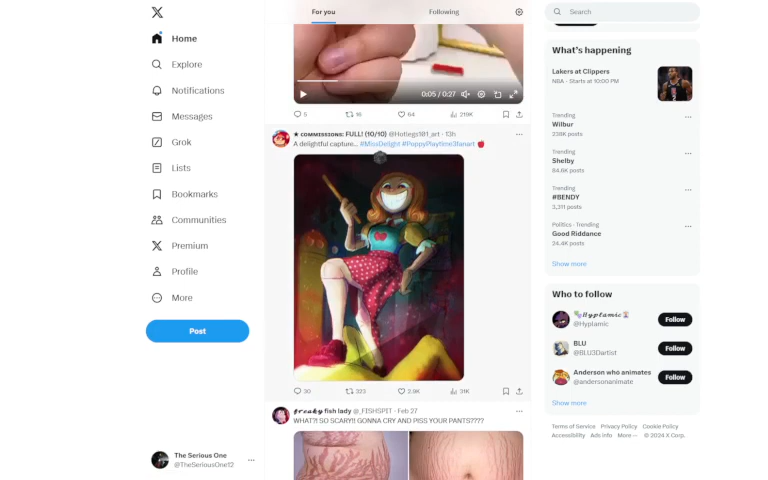 For you
Following
Home
Explore
Notifications
Messages
Grok
Lists
Bookmarks
Communities
Premium
Profile
More
Post
The Serious One
@TheSeriousOne12
0:05 / 0:27
5
16
64
219K
★ COMMISSIONS: FULL! (10/10) @Hotlegs101_art · 13h
A delightful capture... #MissDelight #PoppyPlaytime3fanart
30
323
2.9K
31K
𝓯𝓻𝓮𝓪𝓴𝔂 fish lady @_FISHSPIT · Feb 27
WHAT?! SO SCARY!! GONNA CRY AND PISS YOUR PANTS????
Search
What's happening
Lakers at Clippers
NBA · Starts at 10:00 PM
Trending
Wilbur
238K posts
Trending
Shelby
84.6K posts
Trending
#BENDY
3,311 posts
Politics · Trending
Good Riddance
24.4K posts
Show more
Who to follow
𝓗𝔂𝓹𝓵𝓪𝓶𝓲𝓬
@Hyplamic
Follow
BLU
@BLU3Dartist
Follow
Anderson who animates
@andersonanimate
Follow
Show more
Terms of Service Privacy Policy Cookie Policy
Accessibility Ads info More ··· © 2024 X Corp.